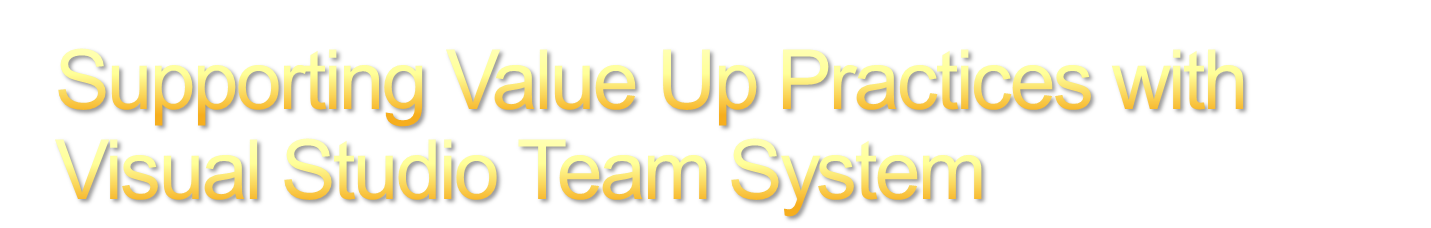 Supporting Value Up Practices with
Visual Studio Team System